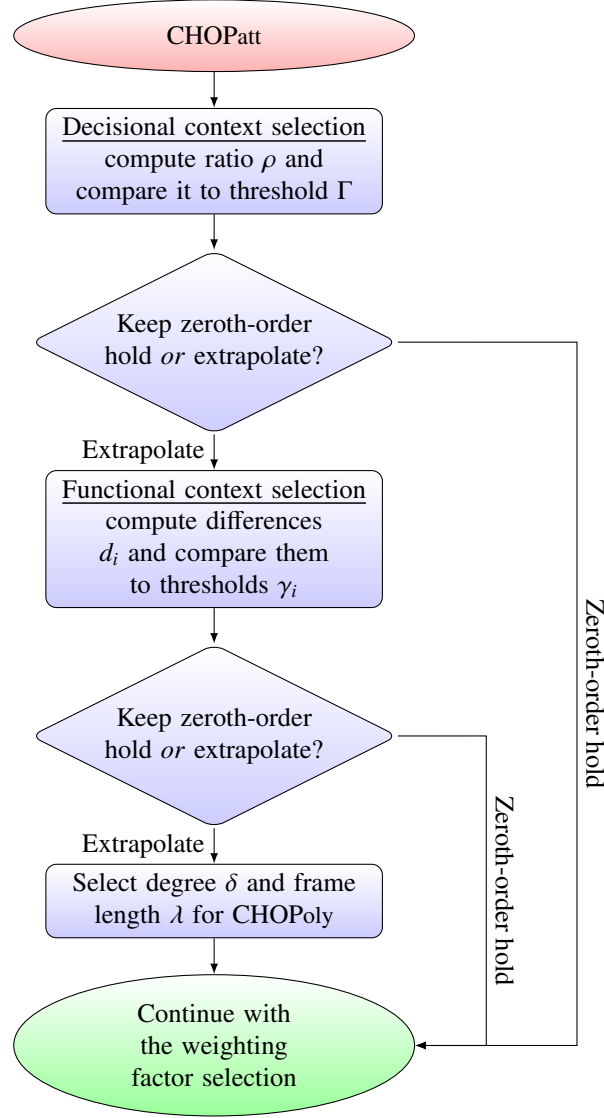 CHOPatt
Decisional context selection
compute ratio ρ and
compare it to threshold Γ
Keep zeroth-order
hold or extrapolate?
Extrapolate
Functional context selection
compute differences
dᵢ and compare them
to thresholds γᵢ
Zeroth-order hold
Keep zeroth-order
hold or extrapolate?
Zeroth-order hold
Extrapolate
Select degree δ and frame
length λ for CHOPoly
Continue with
the weighting
factor selection